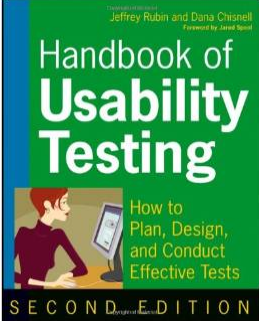 Jeffrey Rubin and Dana Chisnell
Foreword by Jared Spool
Handbook of
Usability
Testing
How to
Plan, Design,
and Conduct
Effective Tests
SECOND EDITION